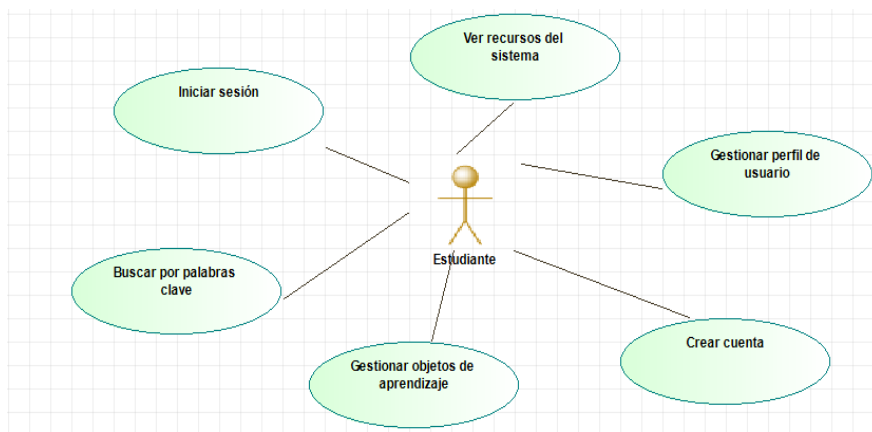 Ver recursos del
sistema
Iniciar sesión
Gestionar perfil de
usuario
Estudiante
Buscar por palabras
clave
Crear cuenta
Gestionar objetos de
aprendizaje